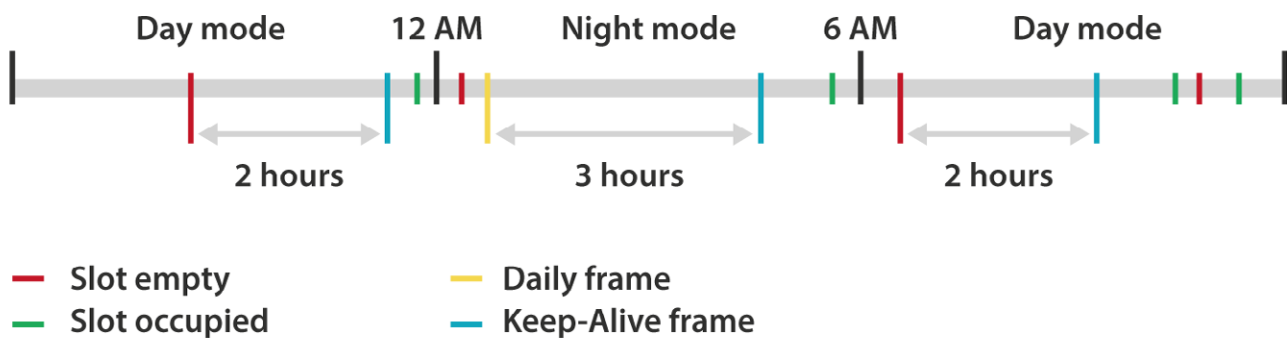 Day mode 12 AM Night mode 6 AM Day mode
2 hours 3 hours 2 hours
Slot empty Daily frame
Slot occupied Keep-Alive frame